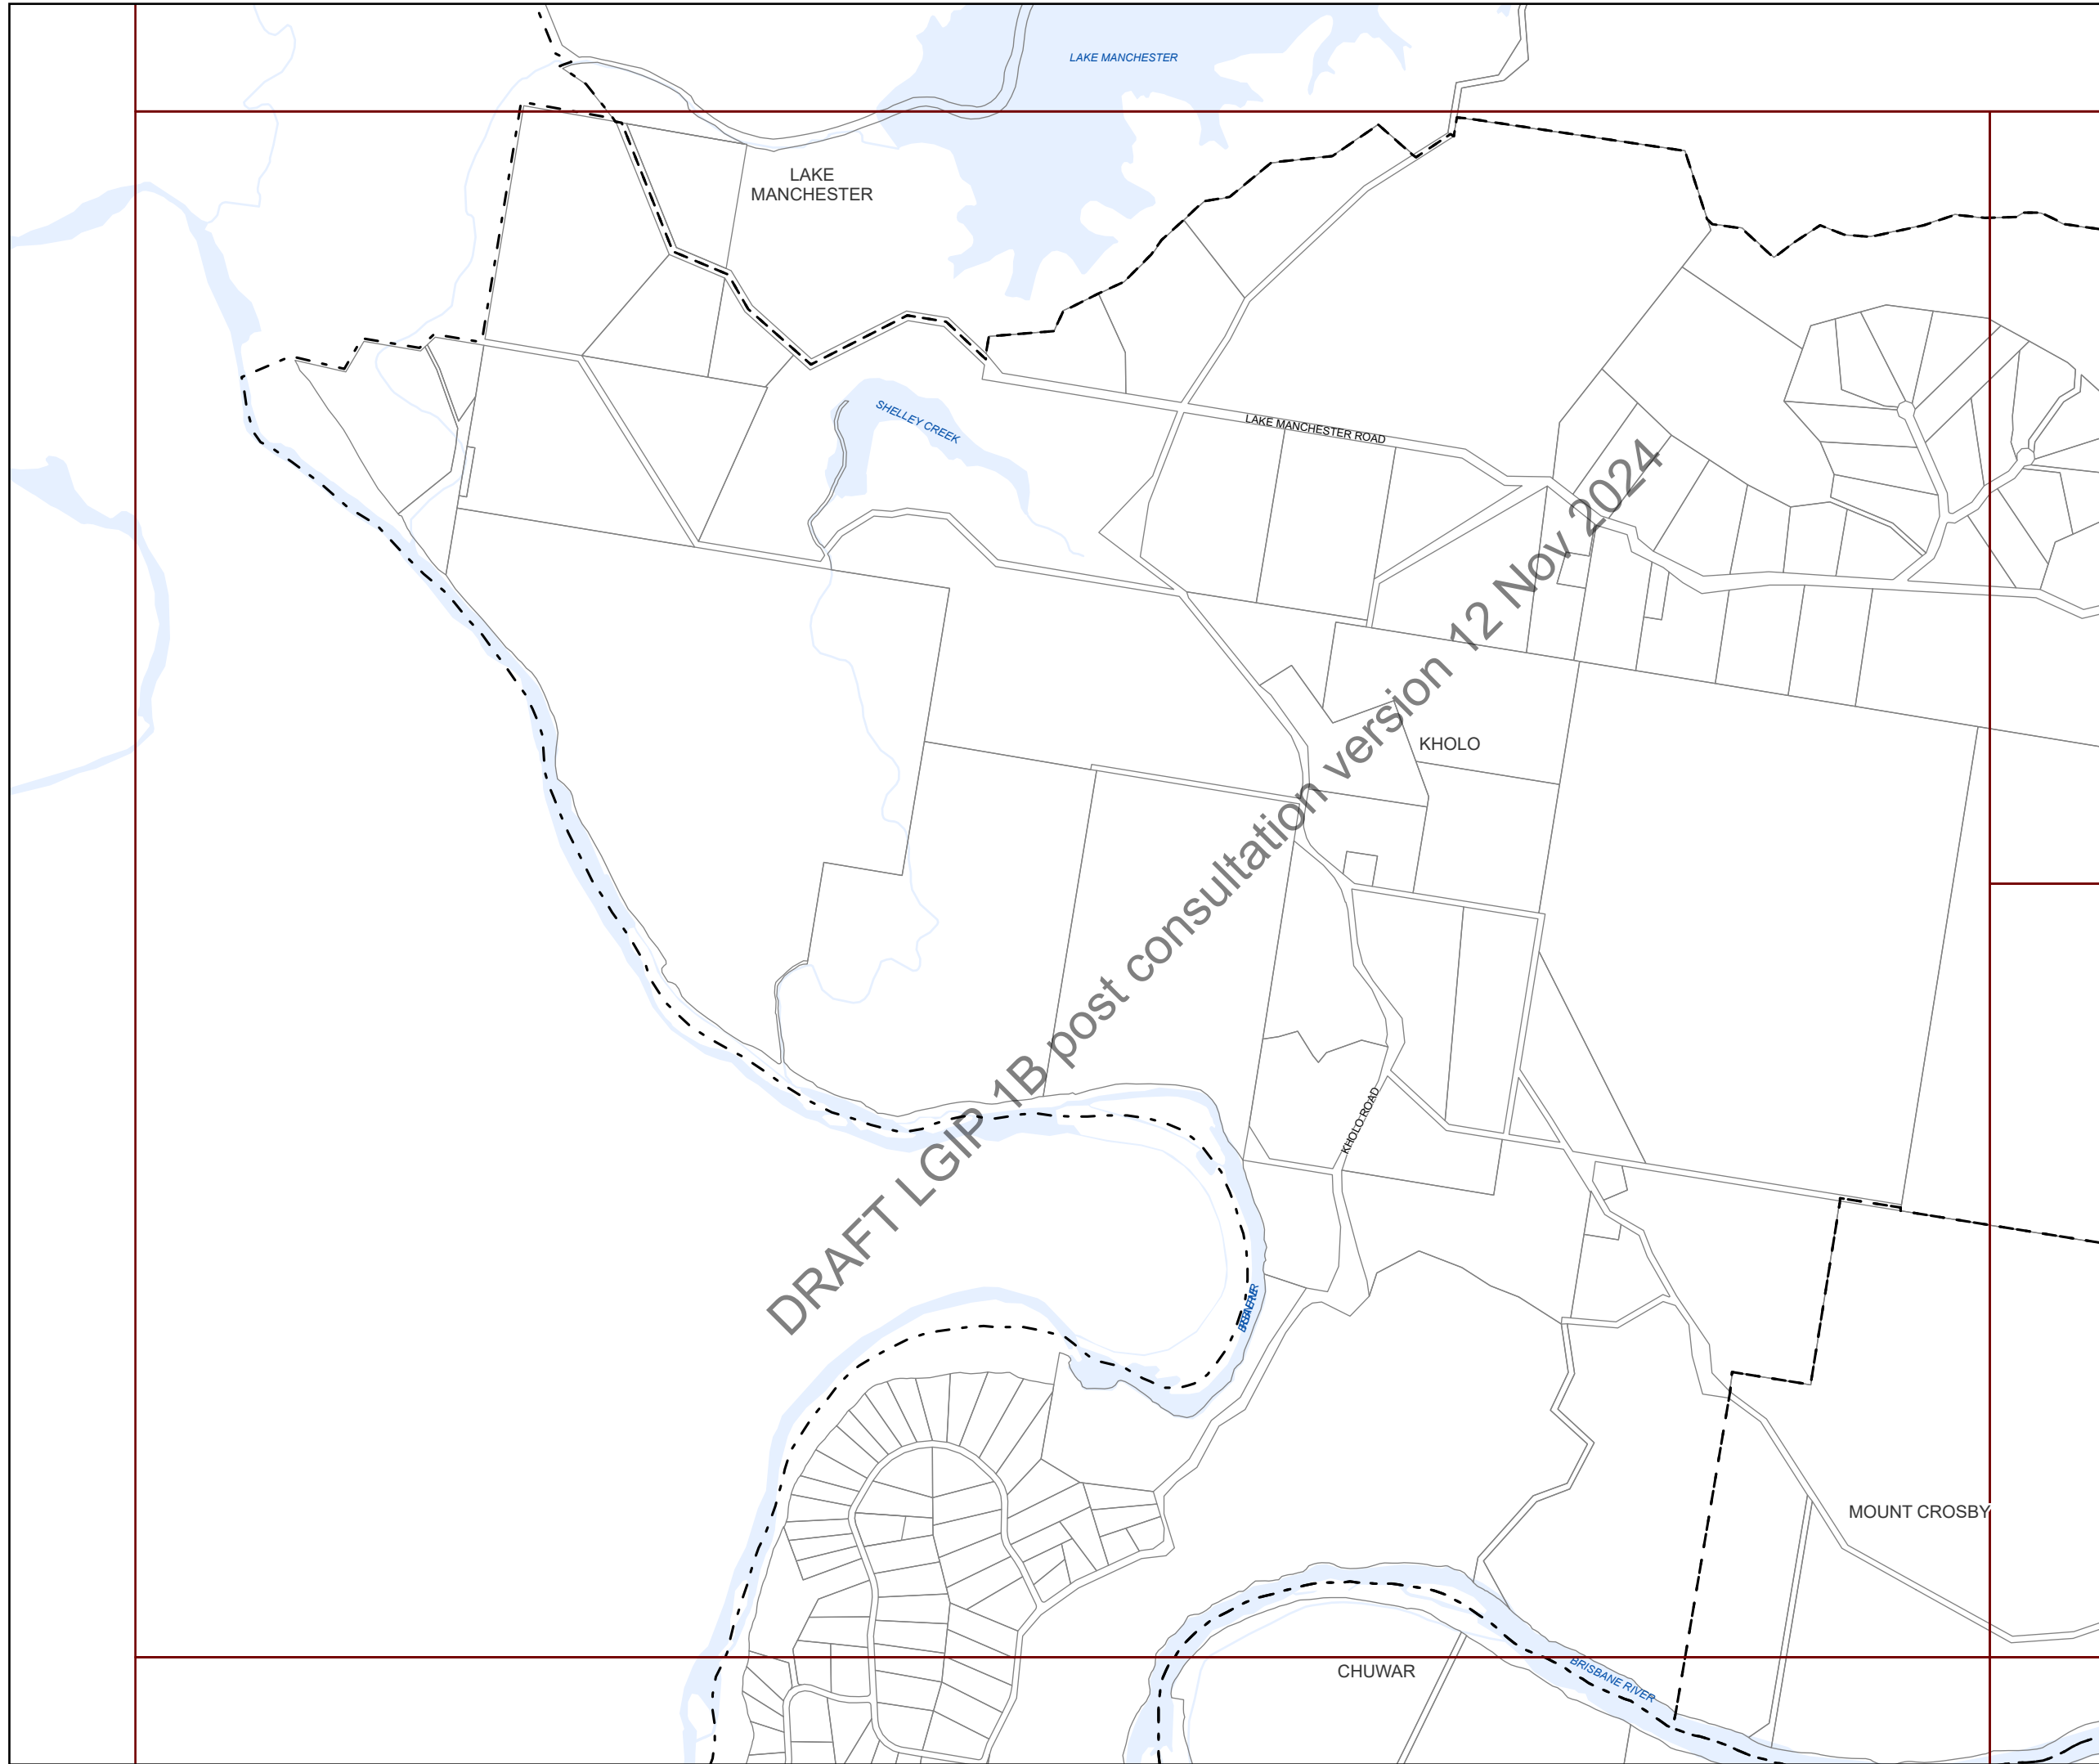 LAKE MANCHESTER
LAKE
MANCHESTER
SHELLEY CREEK
LAKE MANCHESTER ROAD
KHOLO
DRAFT LGIP 1B post consultation version 12 Nov 2024
KHOLO ROAD
MOUNT CROSBY
CHUWAR
BRISBANE RIVER